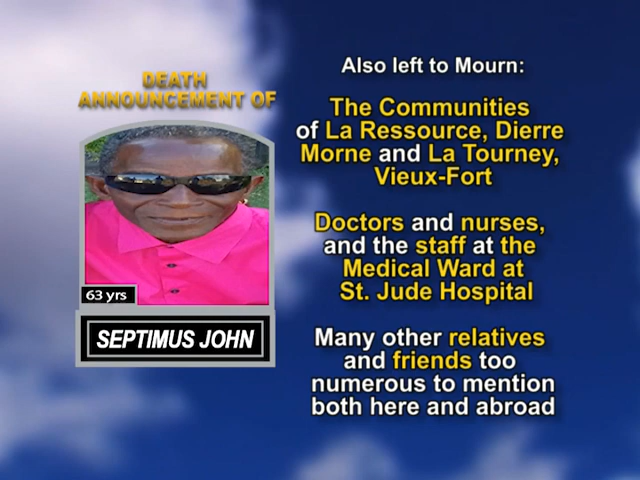 DEATH
ANNOUNCEMENT OF
63 yrs
SEPTIMUS JOHN
Also left to Mourn:
The Communities
of La Ressource, Dierre
Morne and La Tourney,
Vieux-Fort
Doctors and nurses,
and the staff at the
Medical Ward at
St. Jude Hospital
Many other relatives
and friends too
numerous to mention
both here and abroad